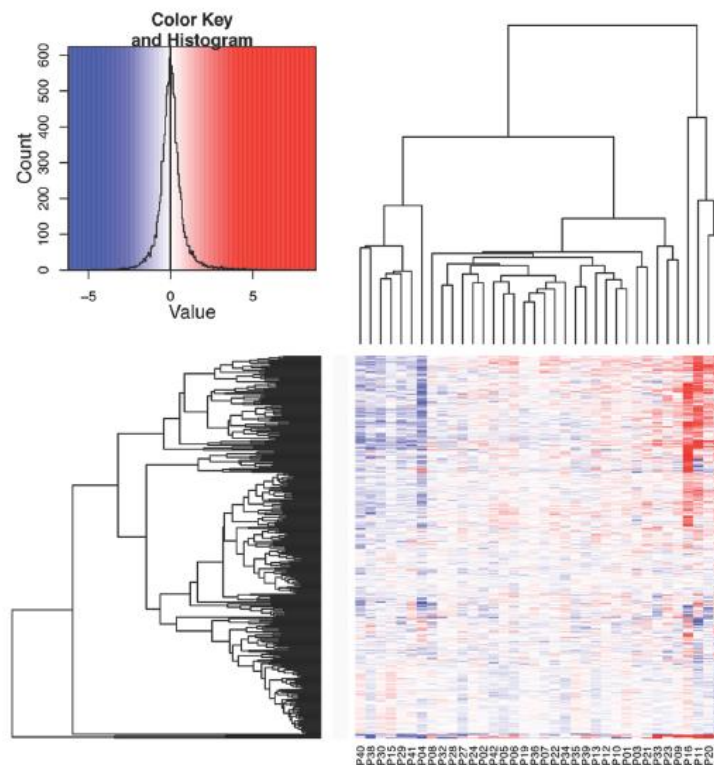 Color Key
and Histogram
Count
600
500
400
300
200
100
0
-5
0
5
Value
P40
P38
P30
P15
P29
P41
P04
P08
P32
P28
P27
P24
P02
P42
P05
P06
P19
P36
P07
P22
P34
P35
P39
P13
P12
P10
P01
P03
P21
P33
P23
P09
P16
P11
P20